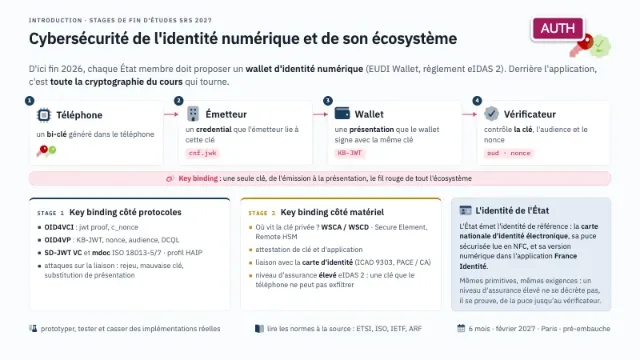 INTRODUCTION · STAGES DE FIN D'ÉTUDES SRS 2027
Cybersécurité de l'identité numérique et de son écosystème
AUTH
D'ici fin 2026, chaque État membre doit proposer un wallet d'identité numérique (EUDI Wallet, règlement eIDAS 2). Derrière l'application,
c'est toute la cryptographie du cours qui tourne.
1
Téléphone
un bi-clé généré dans le téléphone
2
Émetteur
un credential que l'émetteur lie à
cette clé
cnf.jwk
3
Wallet
une présentation que le wallet
signe avec la même clé
KB-JWT
4
Vérificateur
contrôle la clé, l'audience et le
nonce
aud · nonce
Key binding : une seule clé, de l'émission à la présentation, le fil rouge de tout l'écosystème
STAGE 1 Key binding côté protocoles
OID4VCI : jwt proof, c_nonce
OID4VP : KB-JWT, nonce, audience, DCQL
SD-JWT VC et mdoc ISO 18013-5/7 · profil HAIP
attaques sur la liaison : rejeu, mauvaise clé,
substitution de présentation
STAGE 2 Key binding côté matériel
Où vit la clé privée ? WSCA / WSCD · Secure Element,
Remote HSM
attestation de clé et d'application
liaison avec la carte d'identité (ICAO 9303, PACE / CA)
niveau d'assurance élevé eIDAS 2 : une clé que le
téléphone ne peut pas exfiltrer
L'identité de l'État
L'État émet l'identité de référence : la carte
nationale d'identité électronique, sa puce
sécurisée lue en NFC, et sa version
numérique dans l'application France
Identité.
Mêmes primitives, mêmes exigences : un
niveau d'assurance élevé ne se décrète pas,
il se prouve, de la puce jusqu'au vérificateur.
prototyper, tester et casser des implémentations réelles
lire les normes à la source : ETSI, ISO, IETF, ARF
6 mois · février 2027 · Paris · pré-embauche